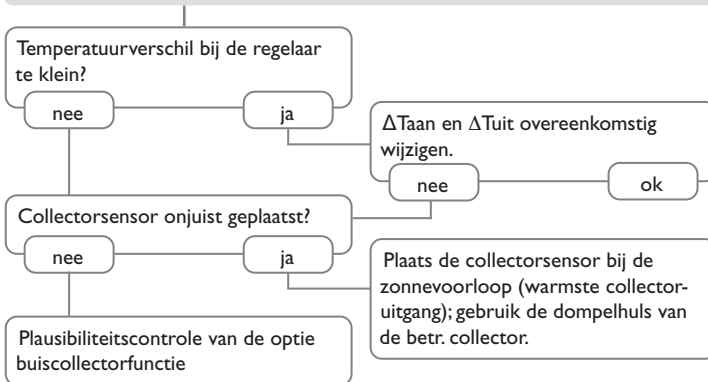 Temperatuurverschil bij de regelaar
te klein?
nee
ja
ΔTaan en ΔTuit overeenkomstig
wijzigen.
nee
ok
Collectorsensor onjuist geplaatst?
nee
ja
Plaats de collectorsensor bij de
zonnevoorloop (warmste collector-
uitgang); gebruik de dompelhuls van
de betr. collector.
Plausibiliteitscontrole van de optie
buiscollectorfunctie